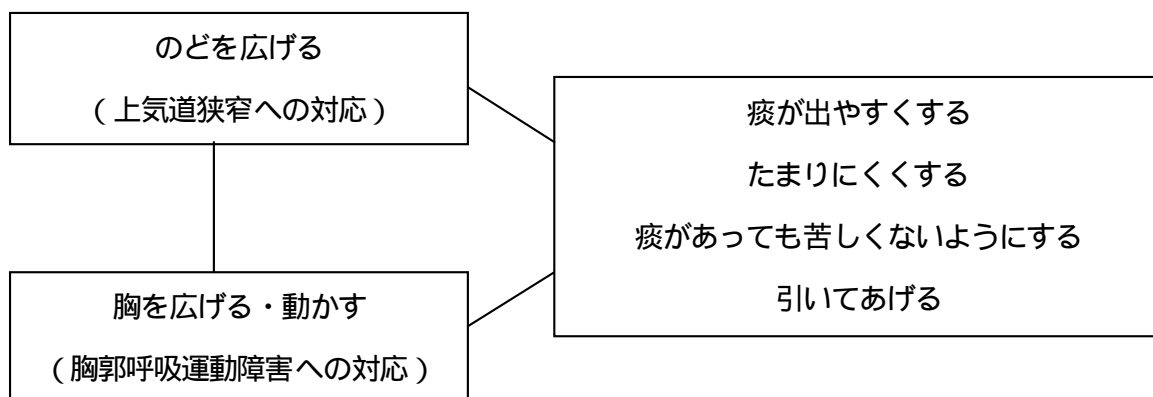 のどを広げる
（上気道狭窄への対応）
痰が出やすくする
たまりにくくする
痰があっても苦しくないようにする
引いてあげる
胸を広げる・動かす
（胸郭呼吸運動障害への対応）